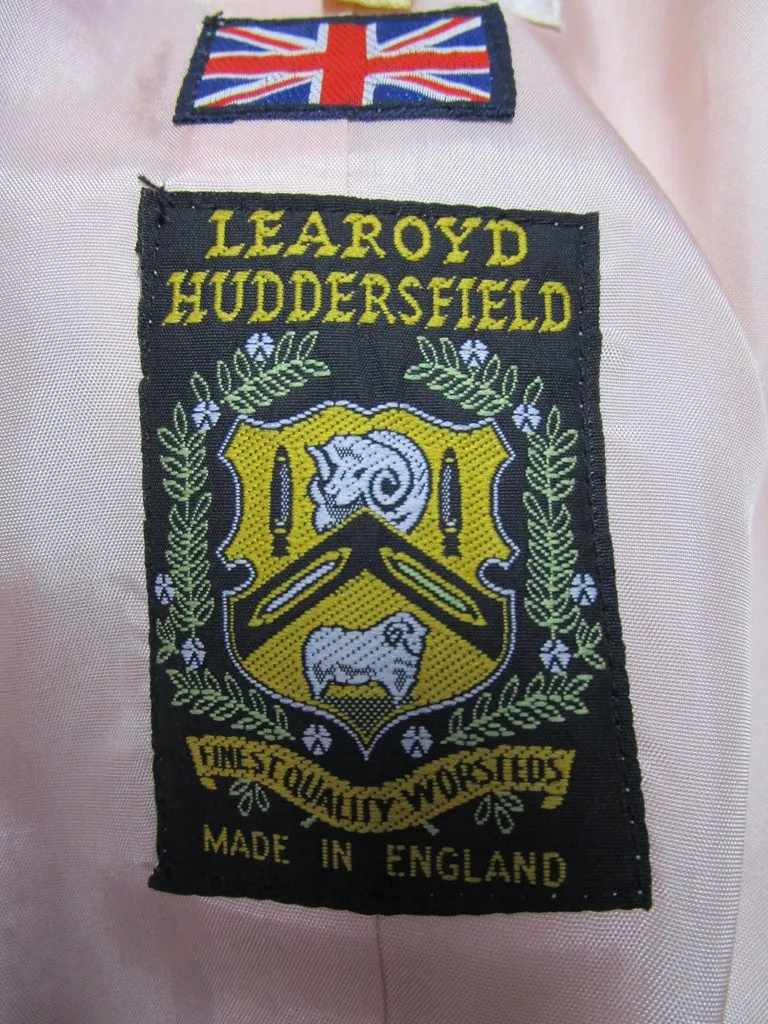 LEAROYD
HUDDERSFIELD
FINEST QUALITY WORSTEDS
MADE IN ENGLAND